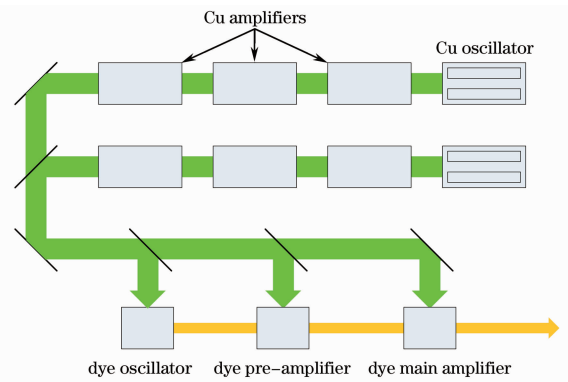 Cu amplifiers
Cu oscillator
dye oscillator
dye pre−amplifier
dye main amplifier